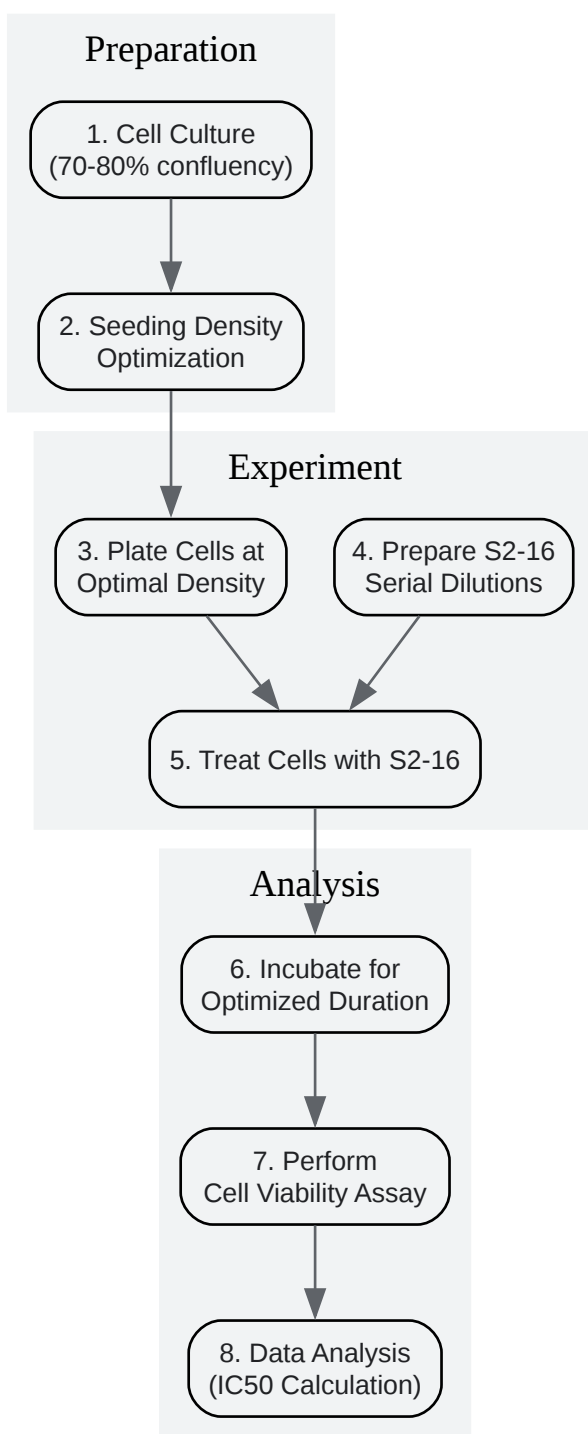 Preparation
1. Cell Culture
(70-80% confluency)
2. Seeding Density
Optimization
Experiment
3. Plate Cells at
Optimal Density
4. Prepare S2-16
Serial Dilutions
5. Treat Cells with S2-16
Analysis
6. Incubate for
Optimized Duration
7. Perform
Cell Viability Assay
8. Data Analysis
(IC50 Calculation)